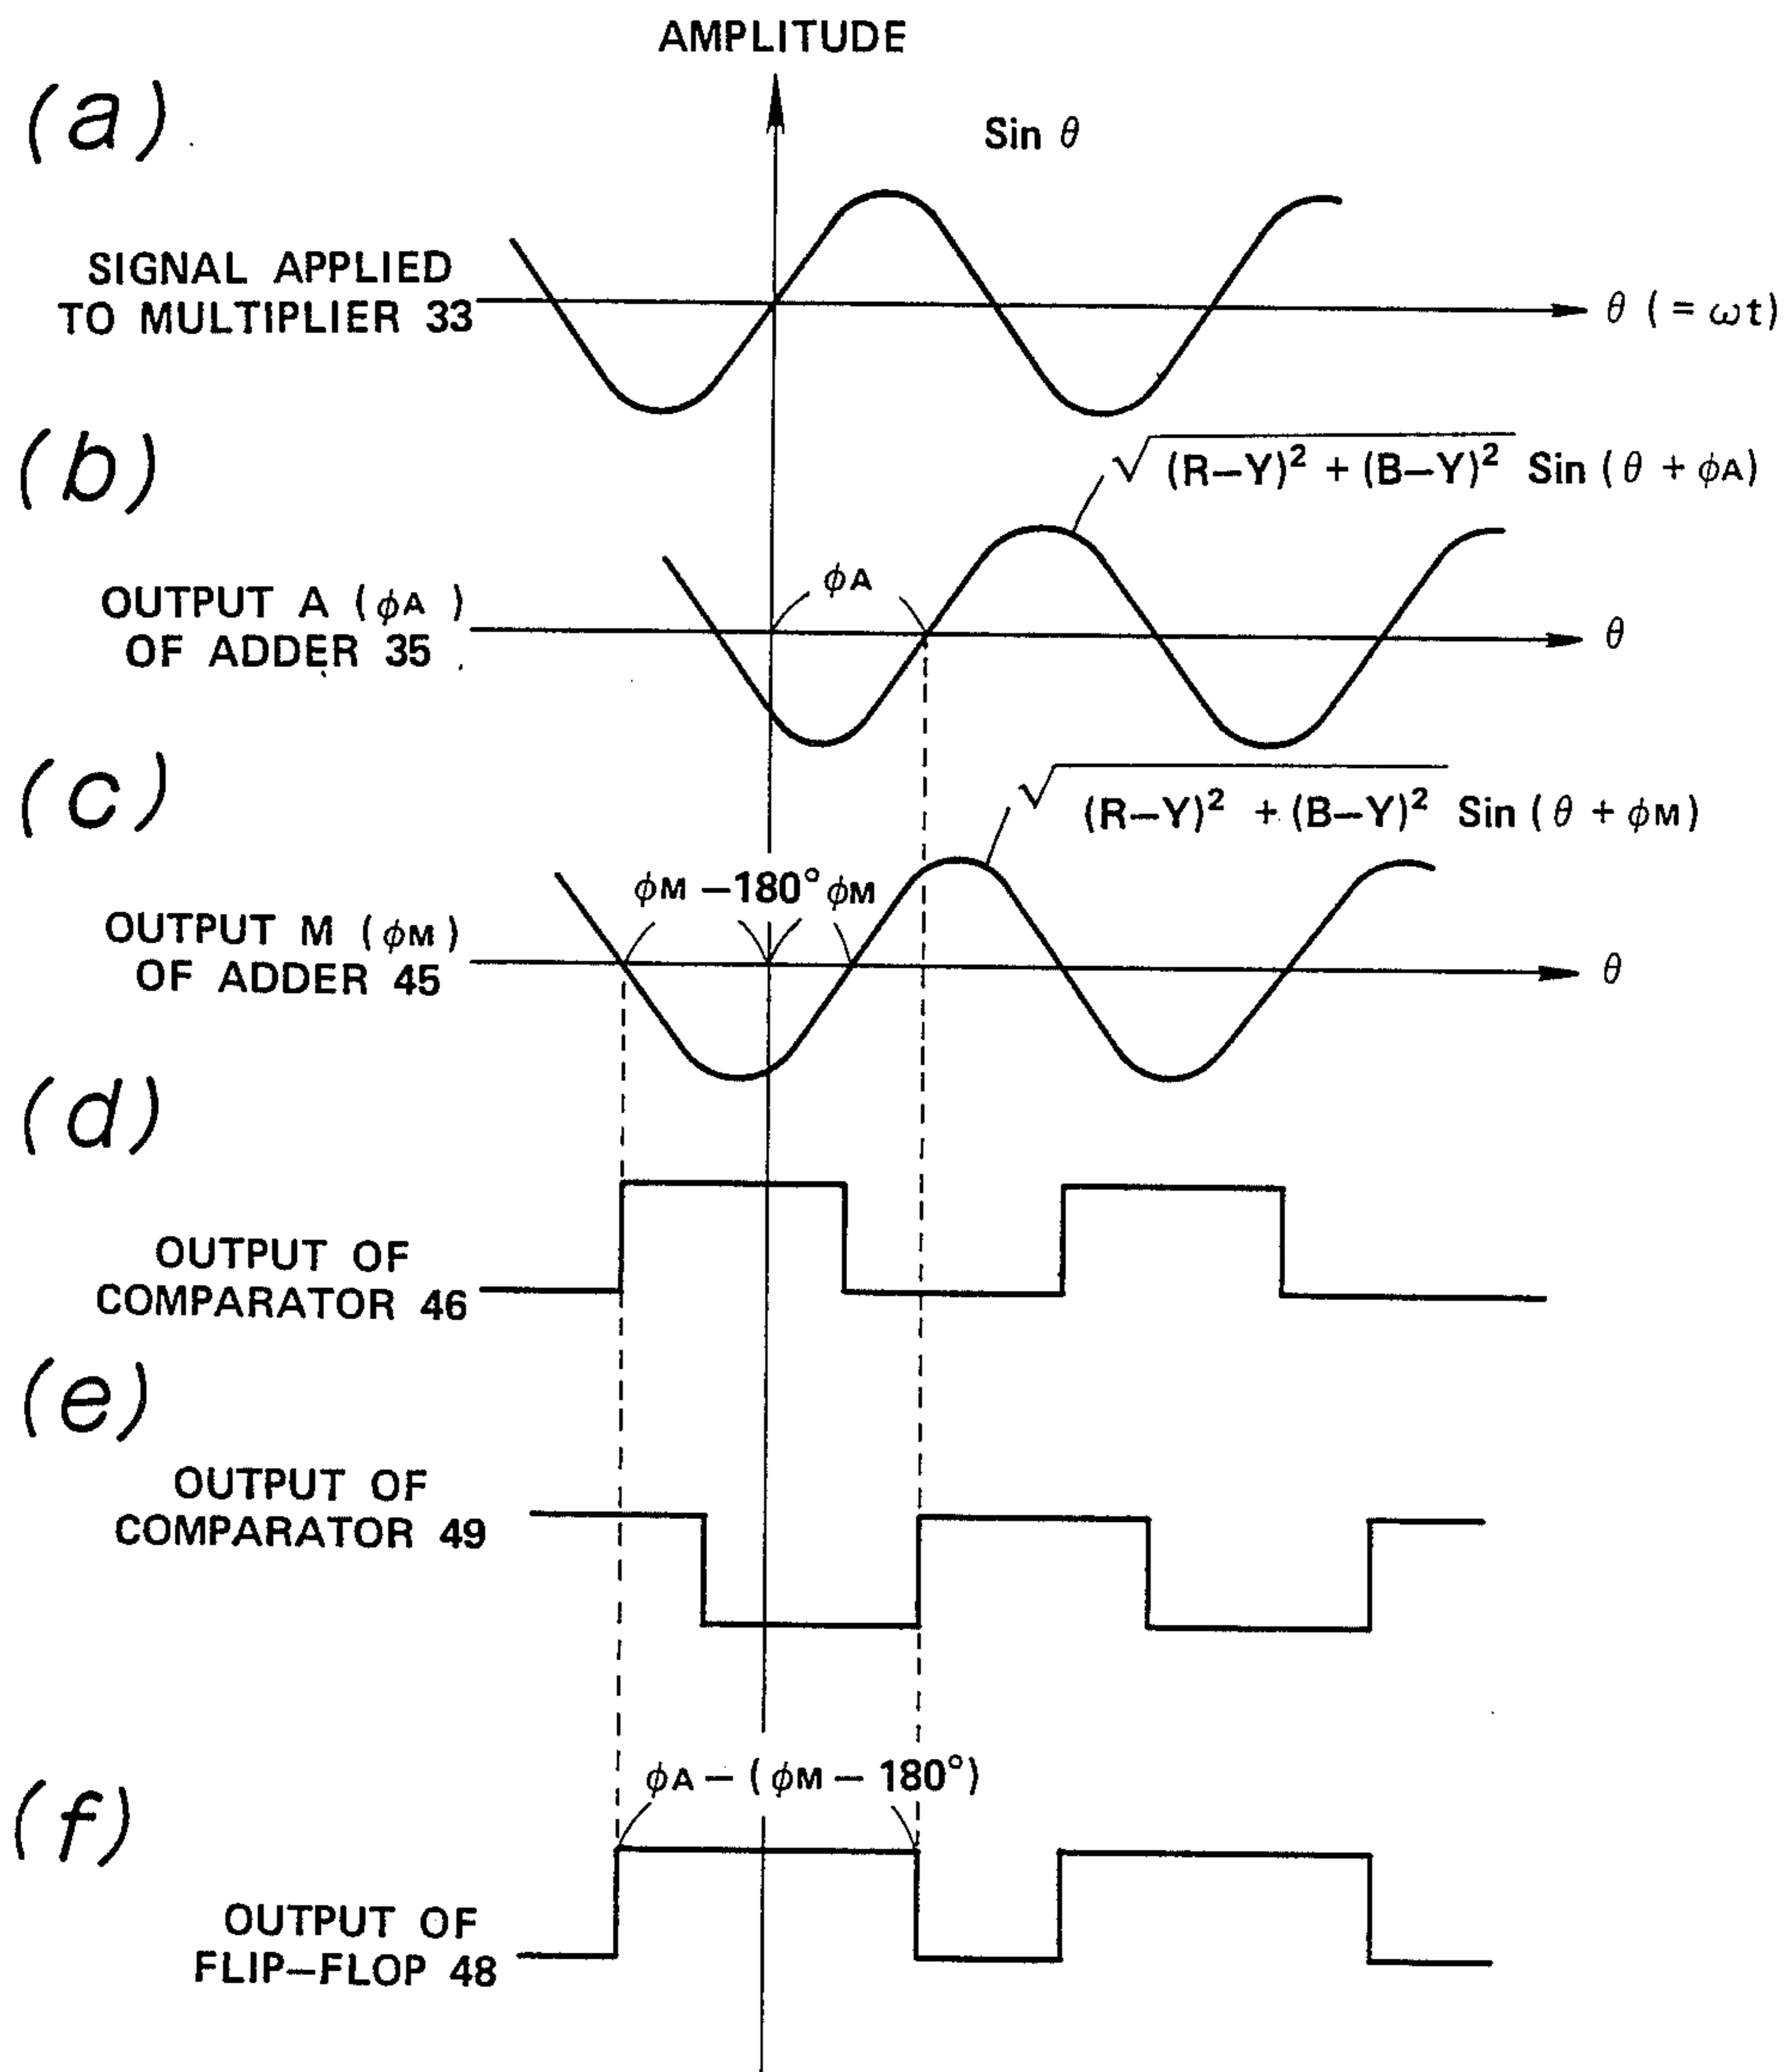 AMPLITUDE
(a)
Sin θ
SIGNAL APPLIED
TO MULTIPLIER 33
θ (= ωt)
(b)
√(R−Y)² + (B−Y)² Sin (θ + φA)
φA
OUTPUT A (φA)
OF ADDER 35
θ
(c)
√(R−Y)² + (B−Y)² Sin (θ + φM)
φM −180° φM
OUTPUT M (φM)
OF ADDER 45
θ
(d)
OUTPUT OF
COMPARATOR 46
(e)
OUTPUT OF
COMPARATOR 49
φA − (φM − 180°)
(f)
OUTPUT OF
FLIP−FLOP 48